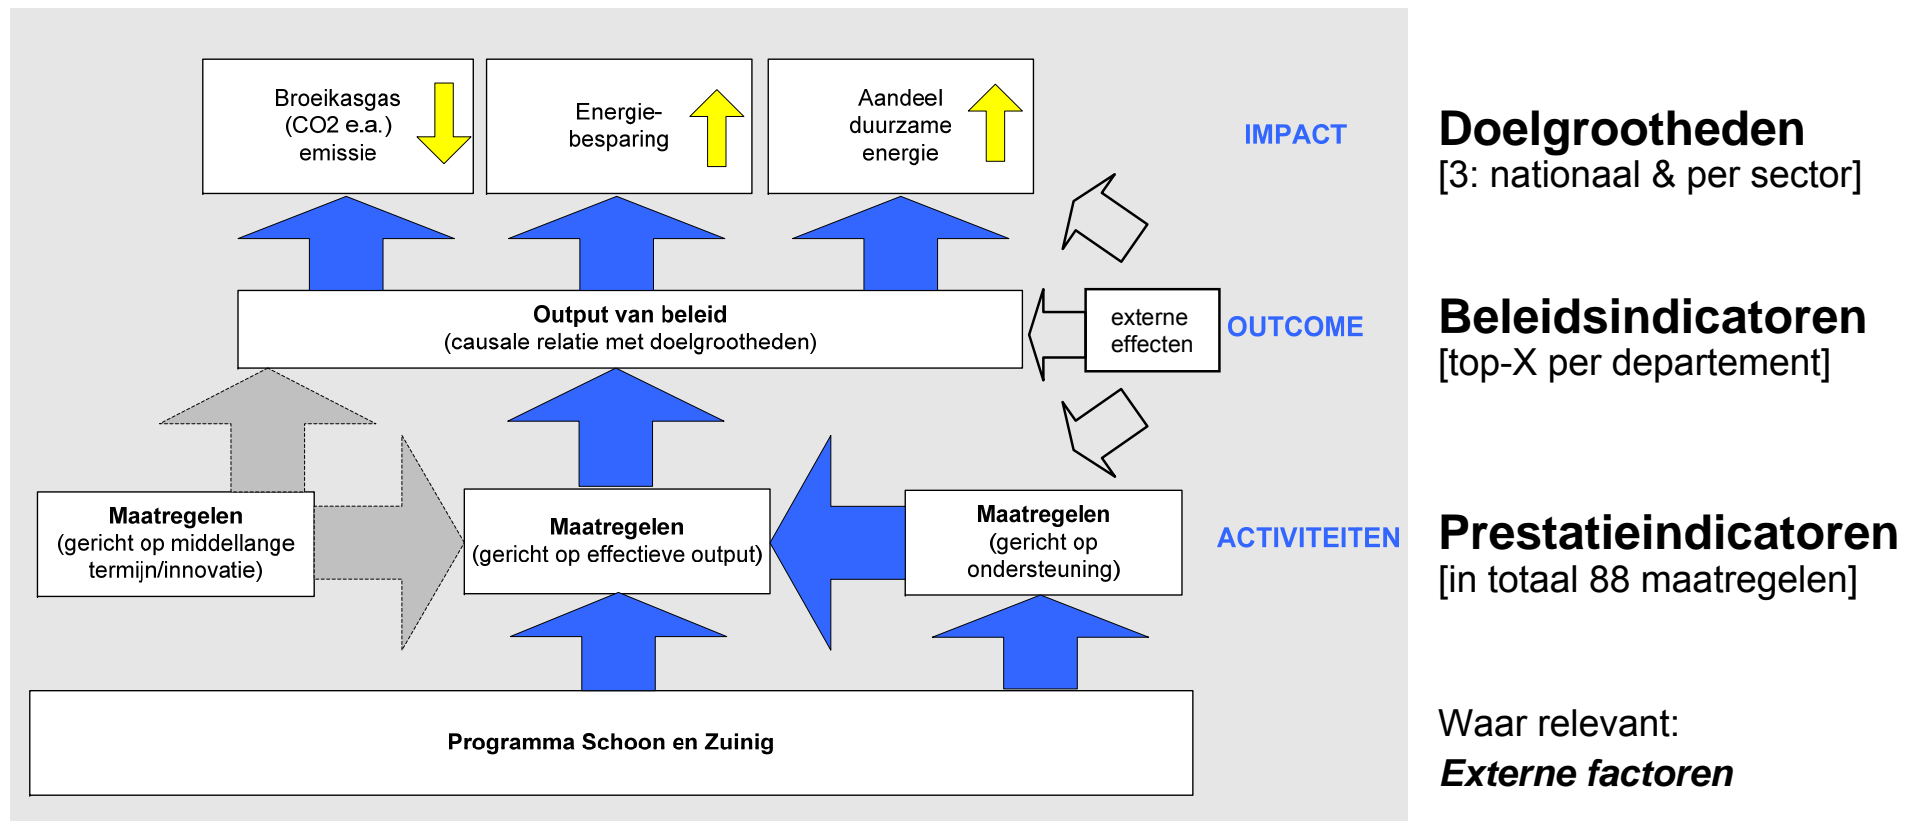 Broeikasgas
(CO2 e.a.)
emissie
Energie-
besparing
Aandeel
duurzame
energie
IMPACT
Doelgrootheden
[3: nationaal & per sector]
Output van beleid
(causale relatie met doelgrootheden)
externe
effecten
OUTCOME
Beleidsindicatoren
[top-X per departement]
Maatregelen
(gericht op middellange
termijn/innovatie)
Maatregelen
(gericht op effectieve output)
Maatregelen
(gericht op
ondersteuning)
ACTIVITEITEN
Prestatieindicatoren
[in totaal 88 maatregelen]
Programma Schoon en Zuinig
Waar relevant:
Externe factoren